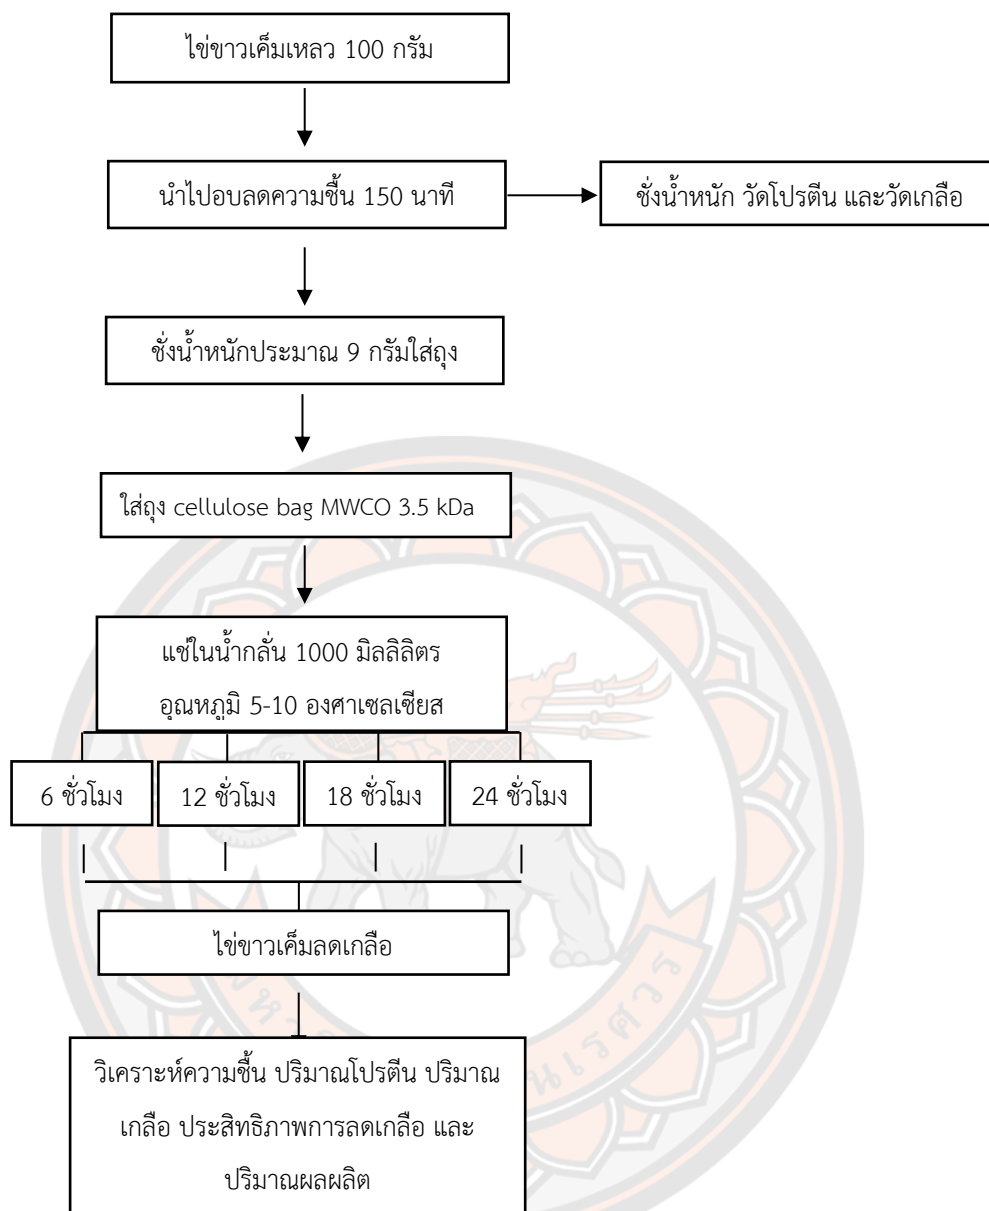 ไข่ขาวเค็มเหลว 100 กรัม
นำไปอบลดความชื้น 150 นาที
ชั่งน้ำหนัก วัดโปรตีน และวัดเกลือ
ชั่งน้ำหนักประมาณ 9 กรัมใส่ถุง
ใส่ถุง cellulose bag MWCO 3.5 kDa
แช่ในน้ำกลั่น 1000 มิลลิลิตร
อุณหภูมิ 5-10 องศาเซลเซียส
6 ชั่วโมง
12 ชั่วโมง
18 ชั่วโมง
24 ชั่วโมง
ไข่ขาวเค็มลดเกลือ
วิเคราะห์ความชื้น ปริมาณโปรตีน ปริมาณ
เกลือ ประสิทธิภาพการลดเกลือ และ
ปริมาณผลผลิต